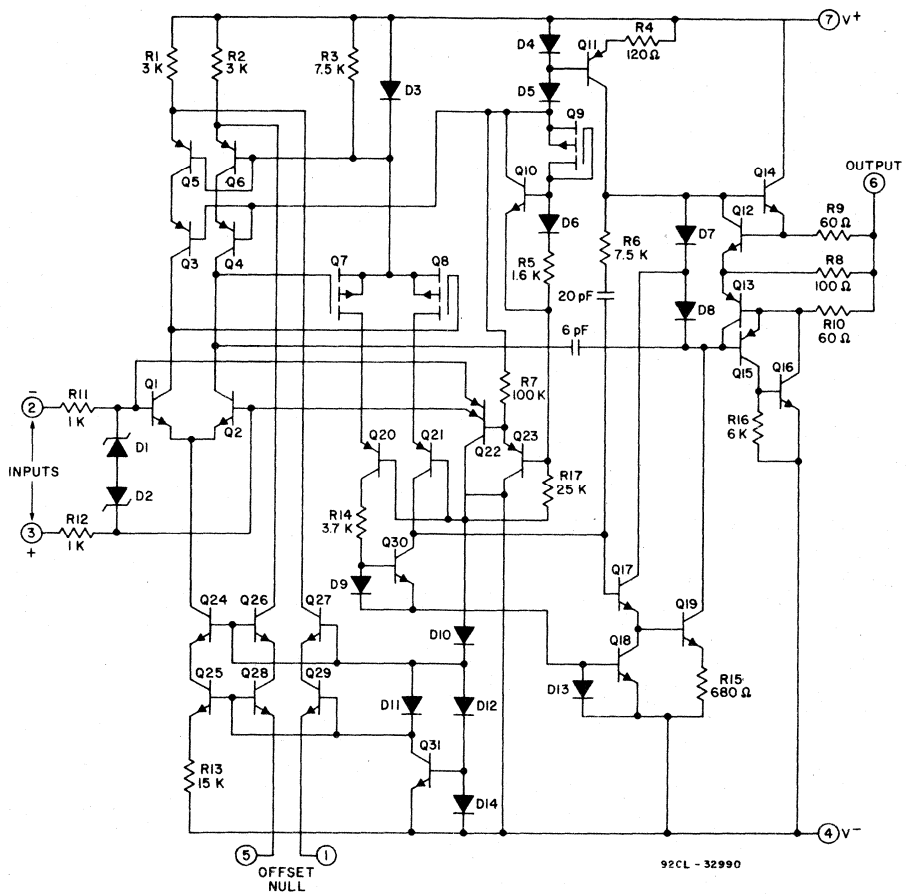 7 V+
R1
3 K
R2
3 K
R3
7.5 K
D3
D4
D5
Q11
R4
120Ω
Q9
Q5
Q6
Q10
Q14
OUTPUT
6
Q3
Q4
D6
R5
1.6 K
R6
7.5 K
D7
Q12
R9
60 Ω
R8
100 Ω
Q7
Q8
20 pF
D8
Q13
R10
60Ω
6 pF
Q15
Q16
R7
100 K
R16
6 K
2
−
R11
1 K
Q1
Q2
D1
INPUTS
D2
3
+
R12
1 K
Q20
Q21
Q22
Q23
R17
25 K
R14
3.7 K
Q30
D9
Q17
Q19
Q18
R15
680 Ω
D13
Q24
Q26
Q27
D10
Q25
Q28
Q29
D11
D12
Q31
D14
R13
15 K
4 V−
5
1
OFFSET
NULL
92CL - 32990